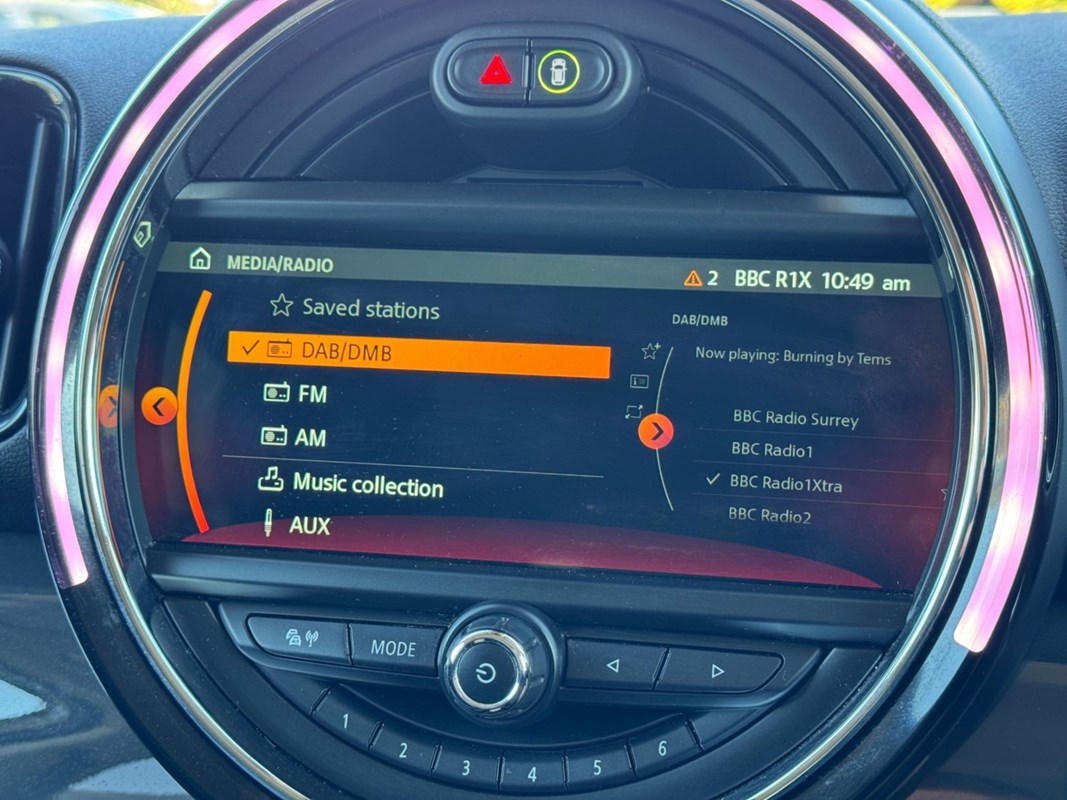 MEDIA/RADIO
2 BBC R1X 10:49 am
Saved stations
DAB/DMB
FM
AM
Music collection
AUX
DAB/DMB
Now playing: Burning by Tems
BBC Radio Surrey
BBC Radio1
BBC Radio1Xtra
BBC Radio2
MODE
1
2
3
4
5
6